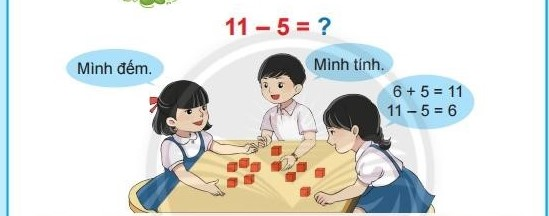 11 – 5 = ?
Mình đếm.
Mình tính.
6 + 5 = 11
11 – 5 = 6